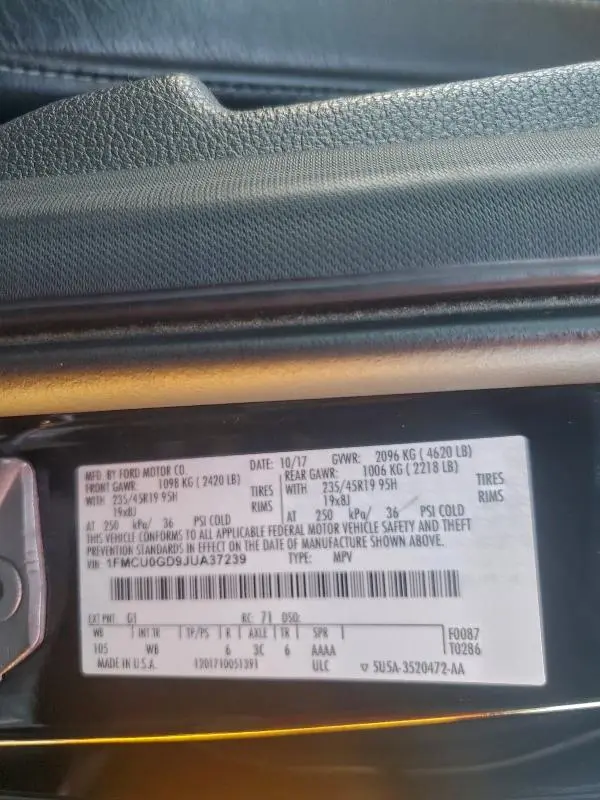 MFD. BY FORD MOTOR CO. DATE: 10/17 GVWR: 2096 KG ( 4620 LB)
FRONT GAWR: 1098 KG ( 2420 LB) REAR GAWR: 1006 KG ( 2218 LB)
WITH 235/45R19 95H TIRES WITH 235/45R19 95H TIRES
19x8J RIMS 19x8J RIMS
AT 250 kPa/ 36 PSI COLD AT 250 kPa/ 36 PSI COLD
THIS VEHICLE CONFORMS TO ALL APPLICABLE FEDERAL MOTOR VEHICLE SAFETY AND THEFT
PREVENTION STANDARDS IN EFFECT ON THE DATE OF MANUFACTURE SHOWN ABOVE.
VIN: 1FMCU0GD9JUA37239 TYPE: MPV
EXT PNT: G1 RC: 71 DSO:
WB INT TR TP/PS R AXLE TR SPR F0087
105 WB 6 3C 6 AAAA T0286
MADE IN U.S.A. 1201710051391 ULC ▽ 5U5A-3520472-AA